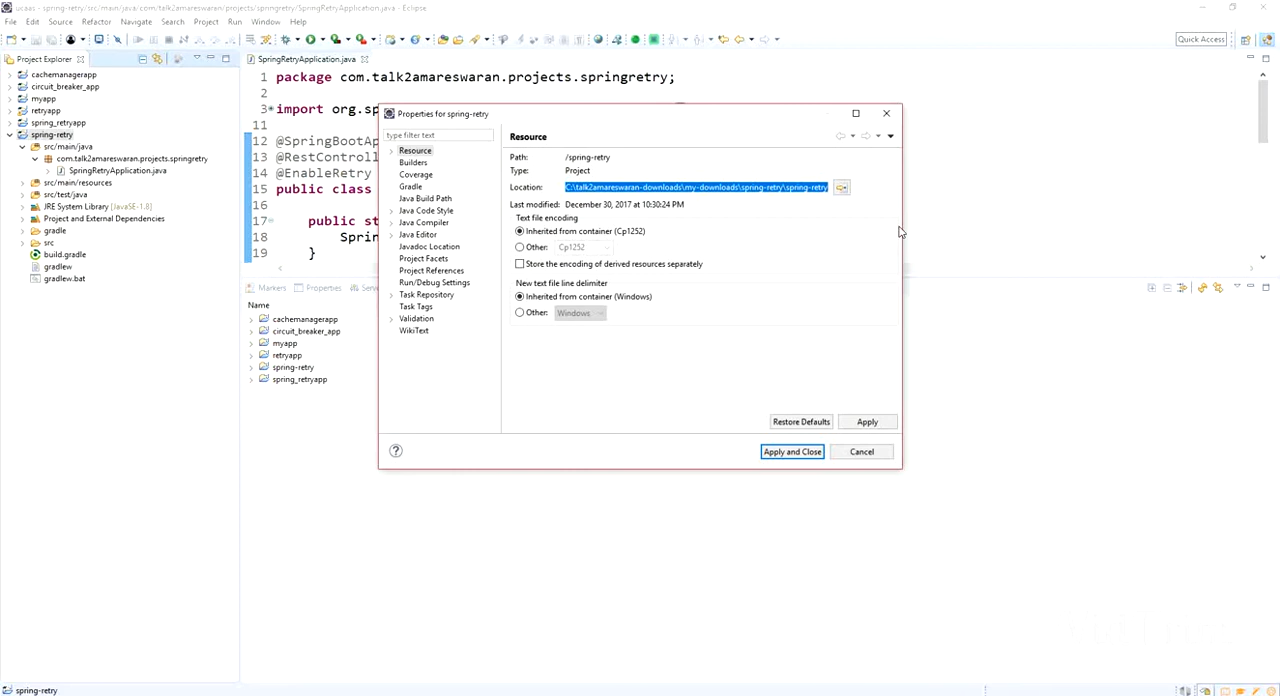 ucaas - spring-retry/src/main/java/com/talk2amareswaran/projects/springretry/SpringRetryApplication.java - Eclipse
File Edit Source Refactor Navigate Search Project Run Window Help
Quick Access
Project Explorer
cachemanagerapp
circuit_breaker_app
myapp
retryapp
spring_retryapp
spring-retry
src/main/java
com.talk2amareswaran.projects.springretry
SpringRetryApplication.java
src/main/resources
src/test/java
JRE System Library [JavaSE-1.8]
Project and External Dependencies
gradle
src
build.gradle
gradlew
gradlew.bat
SpringRetryApplication.java
1 package com.talk2amareswaran.projects.springretry;
2
3 import org.sp
11
12 @SpringBootAp
13 @RestControll
14 @EnableRetry
15 public class
16
17 public st
18 Sprin
19 }
Markers Properties Serve
Name
cachemanagerapp
circuit_breaker_app
myapp
retryapp
spring-retry
spring_retryapp
Properties for spring-retry
type filter text
Resource
Builders
Coverage
Gradle
Java Build Path
Java Code Style
Java Compiler
Java Editor
Javadoc Location
Project Facets
Project References
Run/Debug Settings
Task Repository
Task Tags
Validation
WikiText
Resource
Path: /spring-retry
Type: Project
Location: C:\talk2amareswaran-downloads\my-downloads\spring-retry\spring-retry
Last modified: December 30, 2017 at 10:30:24 PM
Text file encoding
Inherited from container (Cp1252)
Other: Cp1252
Store the encoding of derived resources separately
New text file line delimiter
Inherited from container (Windows)
Other: Windows
Restore Defaults Apply
? Apply and Close Cancel
spring-retry